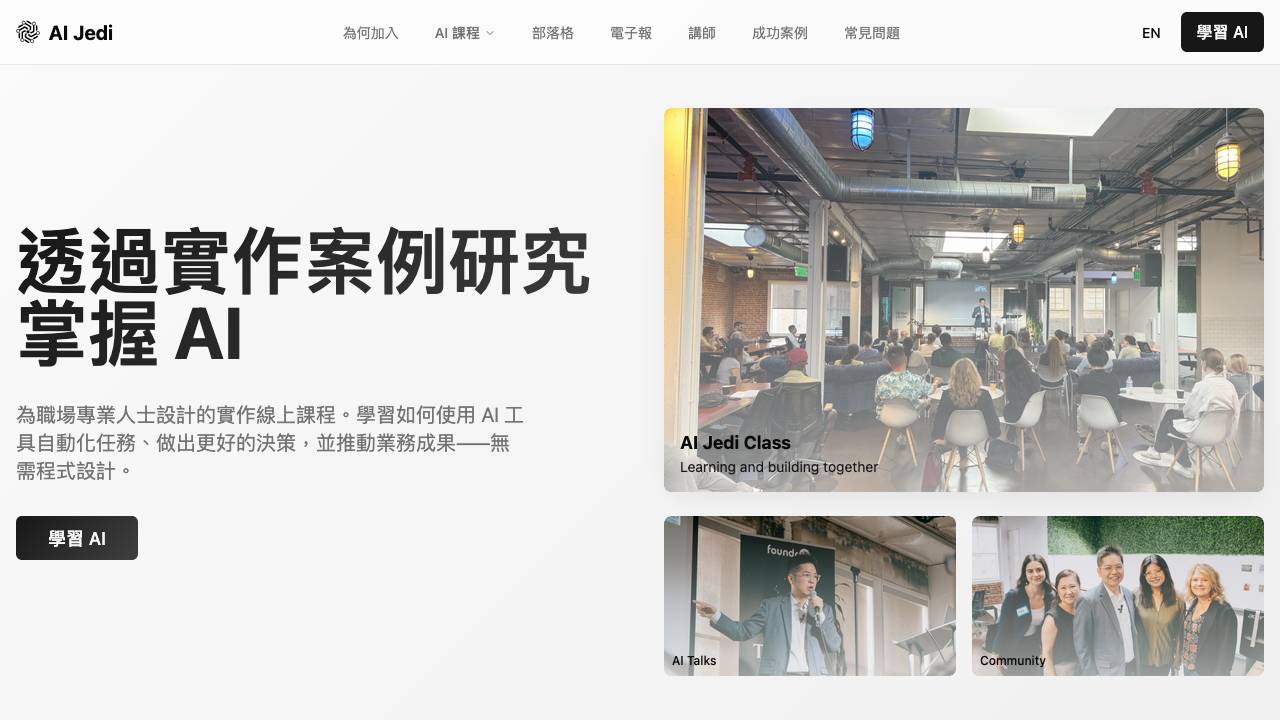 AI Jedi
為何加入
AI 課程
部落格
電子報
講師
成功案例
常見問題
EN
學習 AI
透過實作案例研究
掌握 AI
為職場專業人士設計的實作線上課程。學習如何使用 AI 工
具自動化任務、做出更好的決策，並推動業務成果——無
需程式設計。
學習 AI
AI Jedi Class
Learning and building together
AI Talks
Community